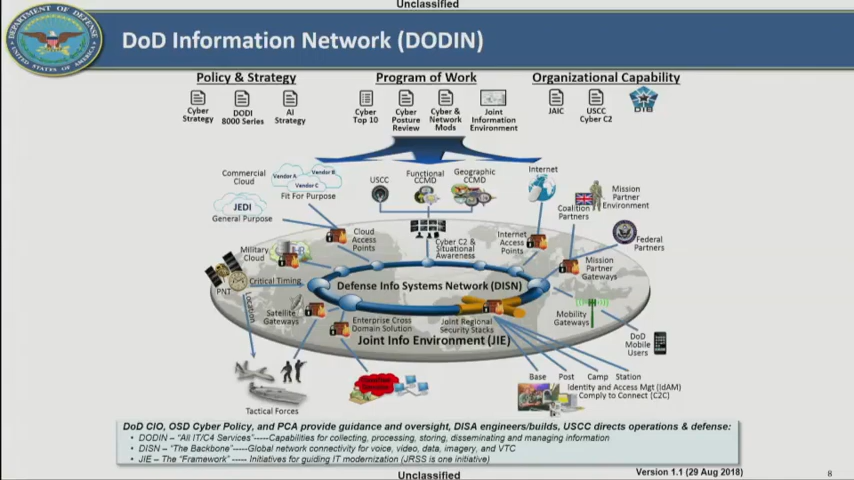 Unclassified
DEPARTMENT OF DEFENSE
UNITED STATES OF AMERICA
DoD Information Network (DODIN)
Policy & Strategy
Program of Work
Organizational Capability
Cyber
Strategy
DODI
8000 Series
AI
Strategy
Cyber
Top 10
Cyber
Posture
Review
Cyber &
Network
Mods
Joint
Information
Environment
JAIC
USCC
Cyber C2
DIB
Commercial
Cloud
Vendor A
Vendor B
Vendor C
Fit For Purpose
JEDI
General Purpose
USCC
Functional
CCMD
Geographic
CCMD
Internet
Mission
Partner
Environment
Coalition
Partners
Federal
Partners
Cloud
Access
Points
Cyber C2 &
Situational
Awareness
Internet
Access
Points
Military
Cloud
Mission
Partner
Gateways
PNT
Critical Timing
Location
Defense Info Systems Network (DISN)
Satellite
Gateways
Enterprise Cross
Domain Solution
Joint Regional
Security Stacks
Mobility
Gateways
Joint Info Environment (JIE)
DoD
Mobile
Users
Tactical Forces
Base Post Camp Station
Identity and Access Mgt (IdAM)
Comply to Connect (C2C)
DoD CIO, OSD Cyber Policy, and PCA provide guidance and oversight, DISA engineers/builds, USCC directs operations & defense:
• DODIN – “All IT/C4 Services”-----Capabilities for collecting, processing, storing, disseminating and managing information
• DISN – “The Backbone”-----Global network connectivity for voice, video, data, imagery, and VTC
• JIE – The “Framework” ----- Initiatives for guiding IT modernization (JRSS is one initiative)
Unclassified
Version 1.1 (29 Aug 2018)
8